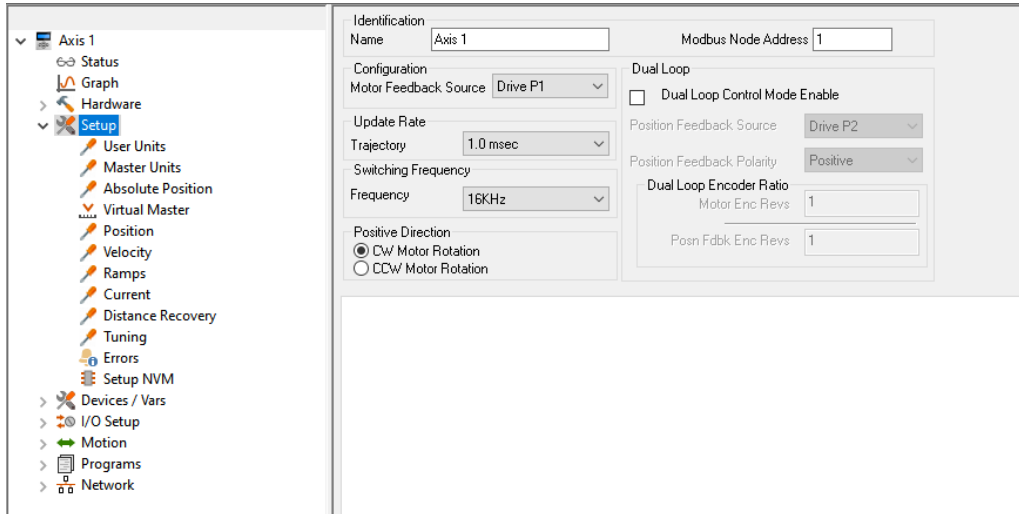 Axis 1
Status
Graph
Hardware
Setup
User Units
Master Units
Absolute Position
Virtual Master
Position
Velocity
Ramps
Current
Distance Recovery
Tuning
Errors
Setup NVM
Devices / Vars
I/O Setup
Motion
Programs
Network
Identification
Name Axis 1 Modbus Node Address 1
Configuration
Motor Feedback Source Drive P1
Update Rate
Trajectory 1.0 msec
Switching Frequency
Frequency 16KHz
Positive Direction
CW Motor Rotation
CCW Motor Rotation
Dual Loop
Dual Loop Control Mode Enable
Position Feedback Source Drive P2
Position Feedback Polarity Positive
Dual Loop Encoder Ratio
Motor Enc Revs 1
Posn Fdbk Enc Revs 1